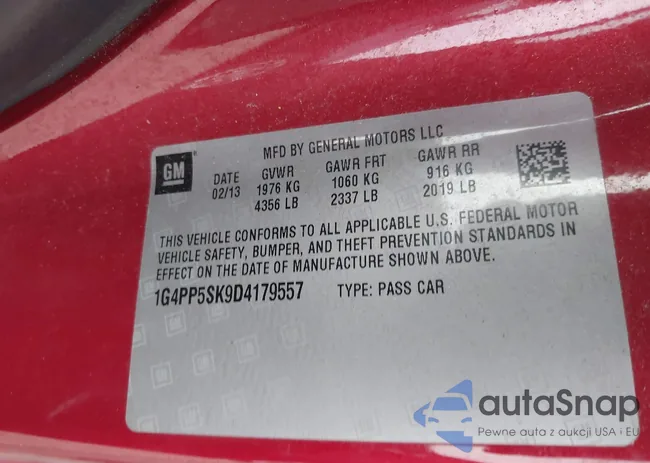 MFD BY GENERAL MOTORS LLC
GM
DATE GVWR GAWR FRT GAWR RR
02/13 1976 KG 1060 KG 916 KG
4356 LB 2337 LB 2019 LB
THIS VEHICLE CONFORMS TO ALL APPLICABLE U.S. FEDERAL MOTOR
VEHICLE SAFETY, BUMPER, AND THEFT PREVENTION STANDARDS IN
EFFECT ON THE DATE OF MANUFACTURE SHOWN ABOVE.
1G4PP5SK9D4179557 TYPE: PASS CAR
autoSnap
Pewne auta z aukcji USA i EU